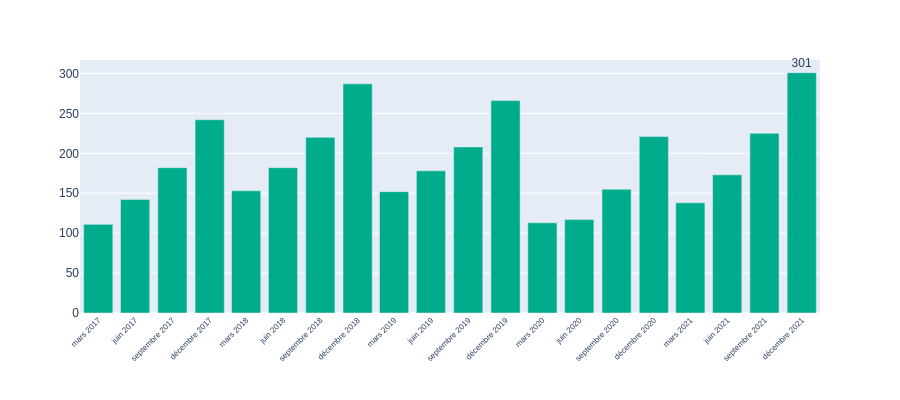 301
300
250
200
150
100
50
0
mars 2017
juin 2017
septembre 2017
décembre 2017
mars 2018
juin 2018
septembre 2018
décembre 2018
mars 2019
juin 2019
septembre 2019
décembre 2019
mars 2020
juin 2020
septembre 2020
décembre 2020
mars 2021
juin 2021
septembre 2021
décembre 2021